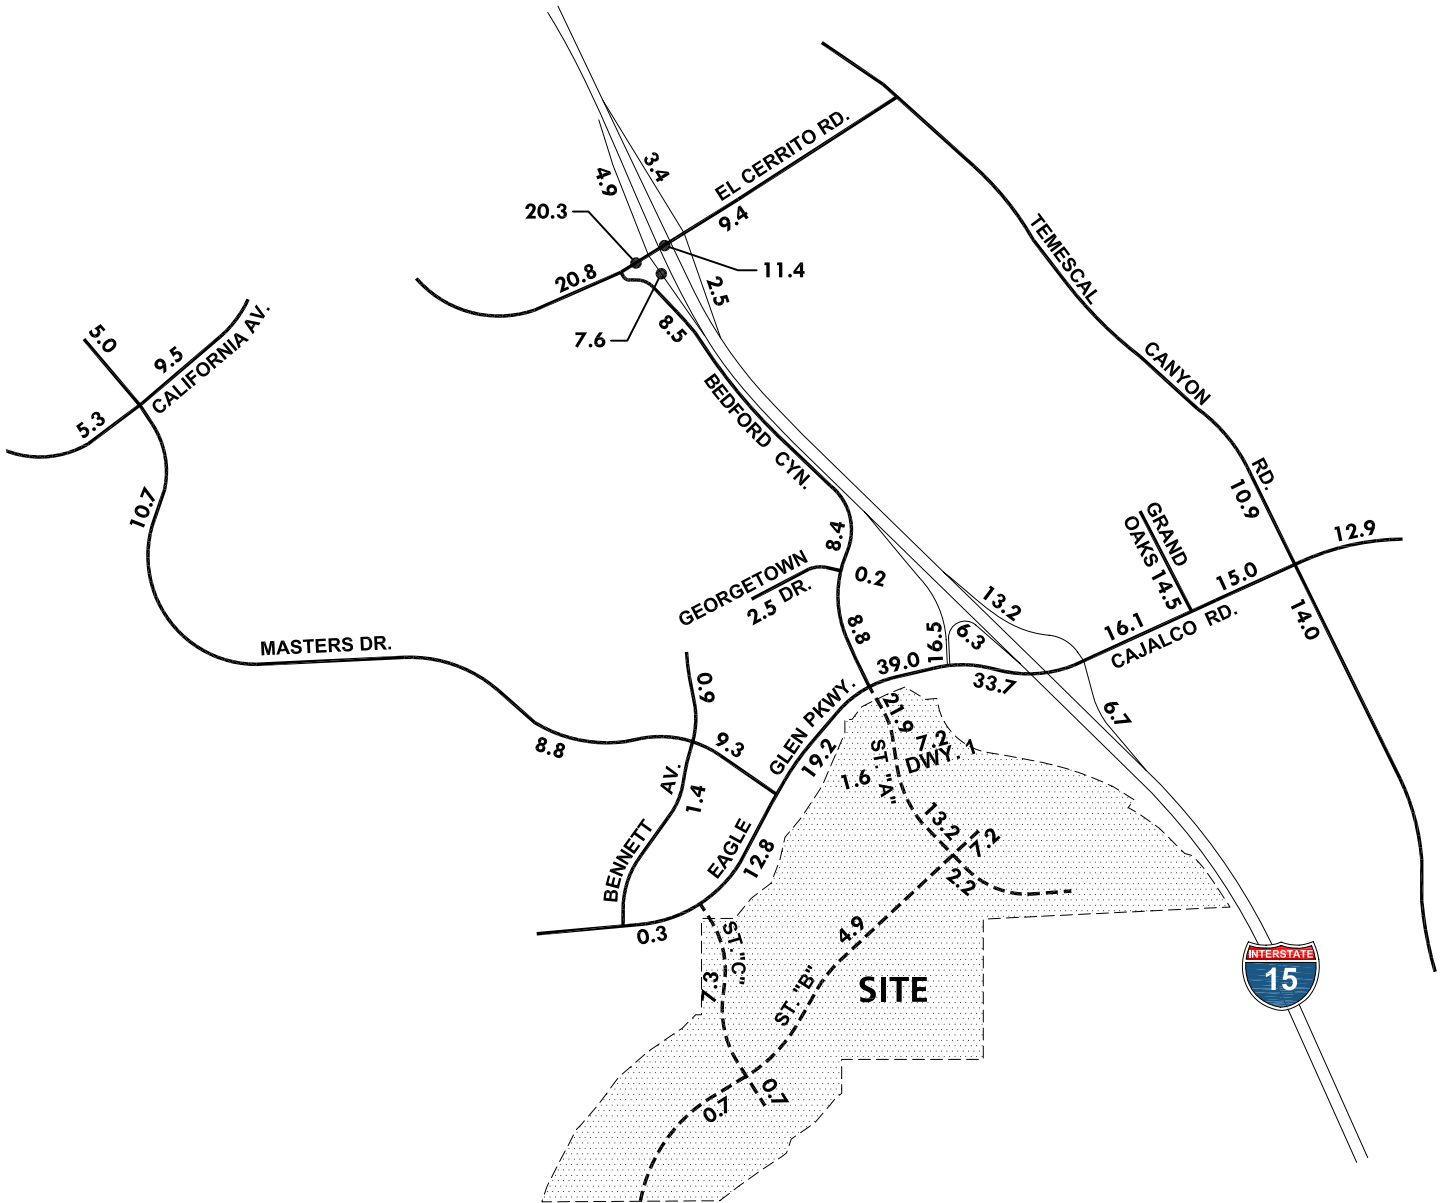 3.4
EL CERRITO RD.
4.9
9.4
20.3
11.4
20.8
2.5
7.6
8.5
TEMESCAL
CANYON
RD.
5.0
9.5
CALIFORNIA AV.
5.3
BEDFORD CYN.
10.7
10.9
12.9
GRAND
OAKS 14.5
15.0
8.4
GEORGETOWN
2.5 DR.
0.2
13.2
14.0
16.1
CAJALCO RD.
8.8
16.5
6.3
MASTERS DR.
39.0
33.7
0.9
21.9
6.7
8.8
9.3
GLEN PKWY.
19.2
ST. "A"
7.2
DWY. 1
1.6
AV.
1.4
13.2
7.2
BENNETT
EAGLE
12.8
2.2
0.3
ST. "C"
4.9
7.3
ST. "B"
SITE
INTERSTATE
15
0.7
0.7